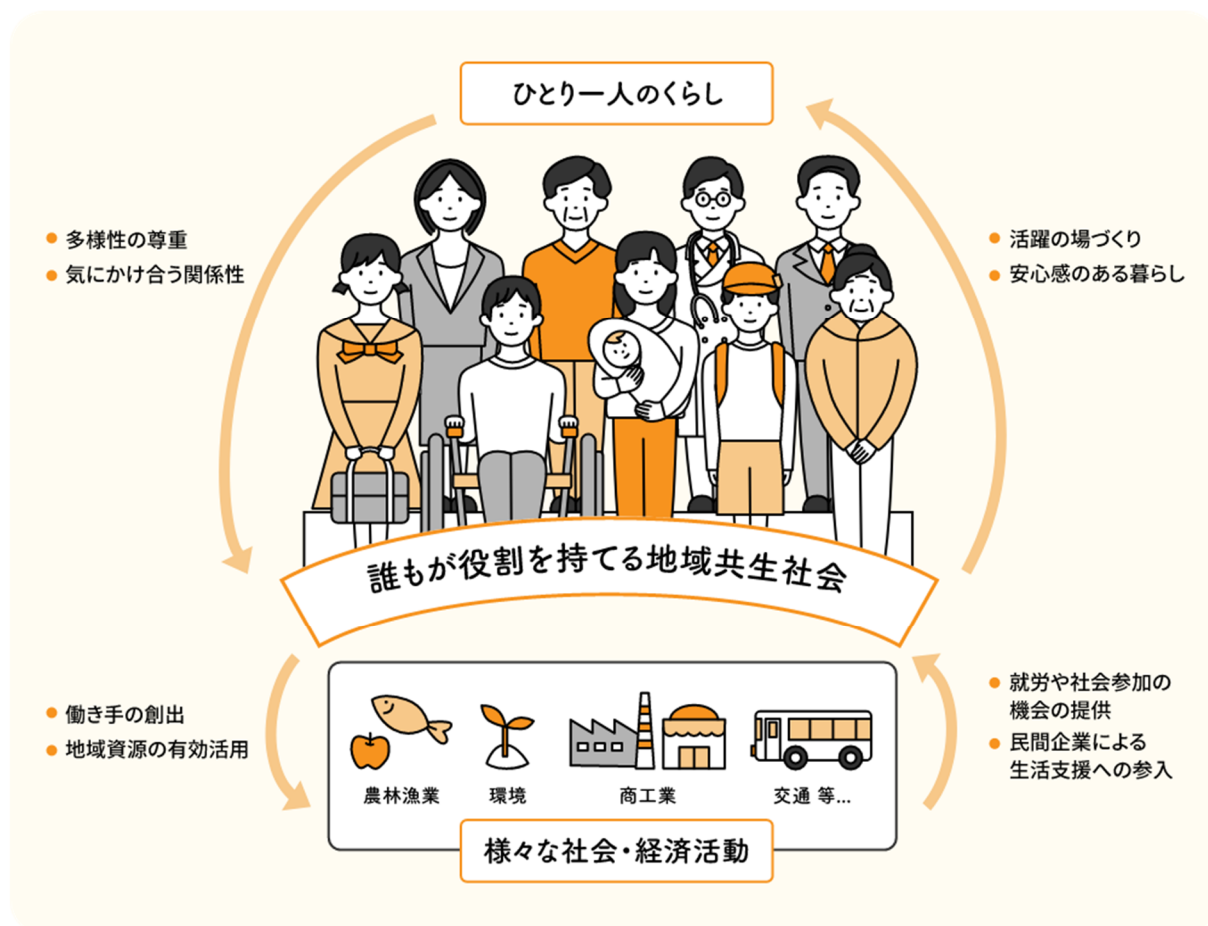 ひとり一人のくらし
多様性の尊重
気にかけ合う関係性
活躍の場づくり
安心感のある暮らし
誰もが役割を持てる地域共生社会
働き手の創出
地域資源の有効活用
就労や社会参加の
機会の提供
民間企業による
生活支援への参入
農林漁業
環境
商工業
交通 等...
様々な社会・経済活動